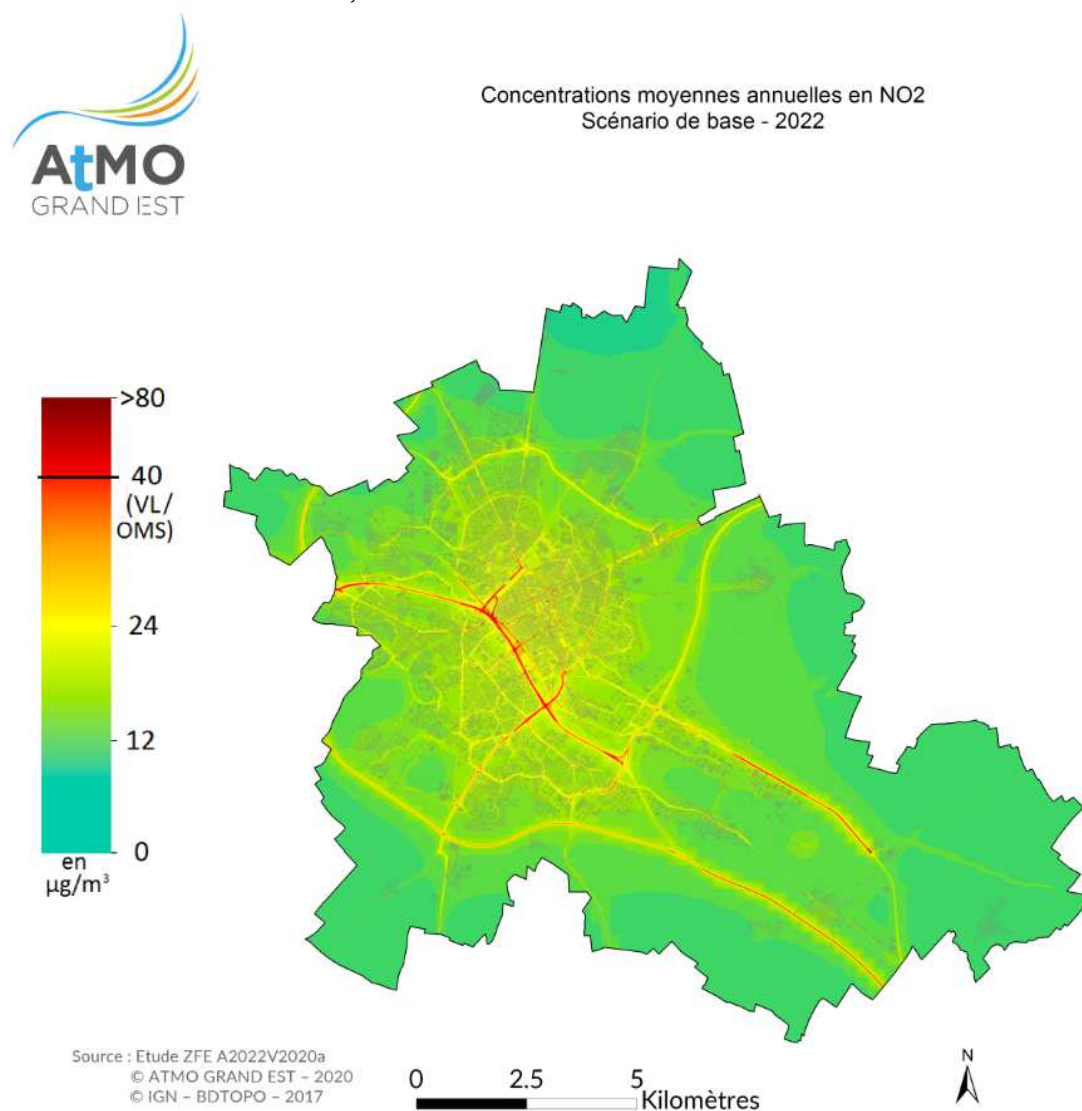 AtMO
GRAND EST
Concentrations moyennes annuelles en NO2
Scénario de base - 2022
>80
40
(VL/
OMS)
24
12
0
en
µg/m³
Source : Etude ZFE A2022V2020a
© ATMO GRAND EST – 2020
© IGN – BDTOPO – 2017
0 2.5 5
Kilomètres
N